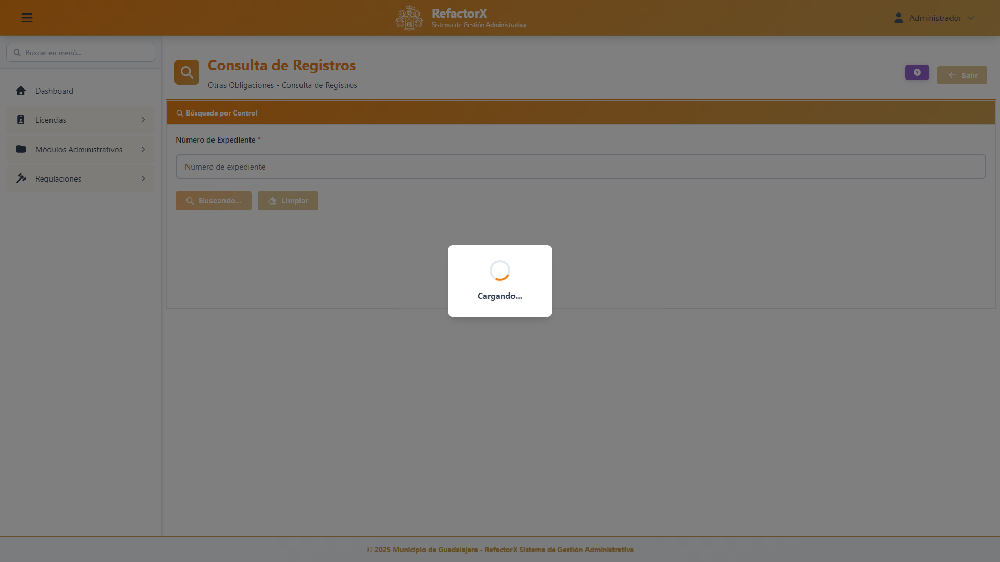 RefactorX
Sistema de Gestión Administrativa
Administrador
Buscar en menú...
Dashboard
Licencias
Módulos Administrativos
Regulaciones
Consulta de Registros
Otras Obligaciones - Consulta de Registros
Salir
Búsqueda por Control
Número de Expediente *
Número de expediente
Buscando...
Limpiar
Cargando...
© 2025 Municipio de Guadalajara - RefactorX Sistema de Gestión Administrativa